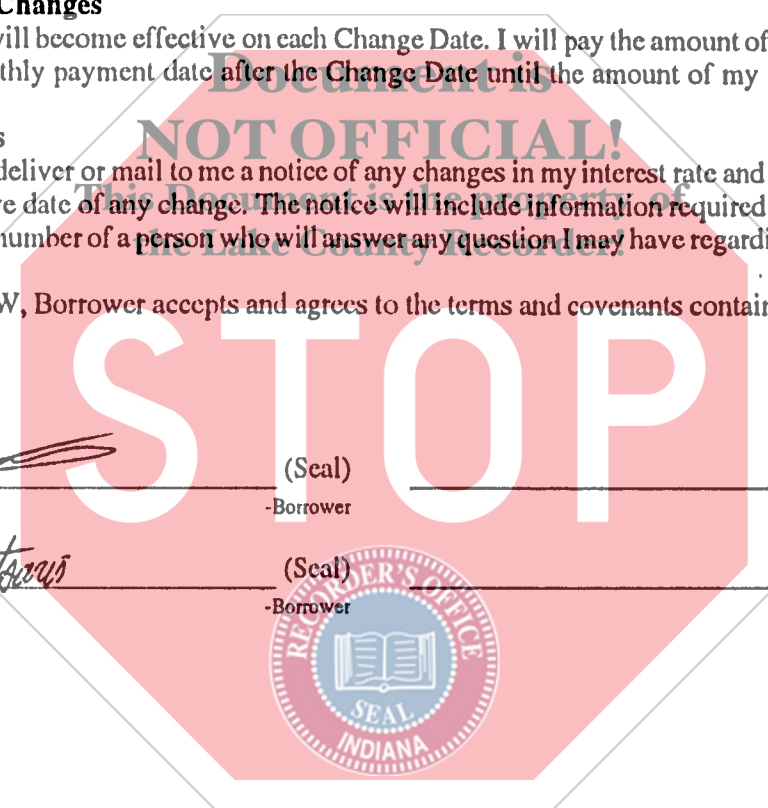 Changes
will become effective on each Change Date. I will pay the amount of
thly payment date after the Change Date until the amount of my
Document is
NOT OFFICIAL!
s
deliver or mail to me a notice of any changes in my interest rate and
This Document is the property of
e date of any change. The notice will include information required
the Lake County Recorder!
number of a person who will answer any question I may have regardi
W, Borrower accepts and agrees to the terms and covenants contain
STOP
(Seal)
-Borrower
(Seal)
-Borrower
RECORDER'S OFFICE
SEAL
INDIANA